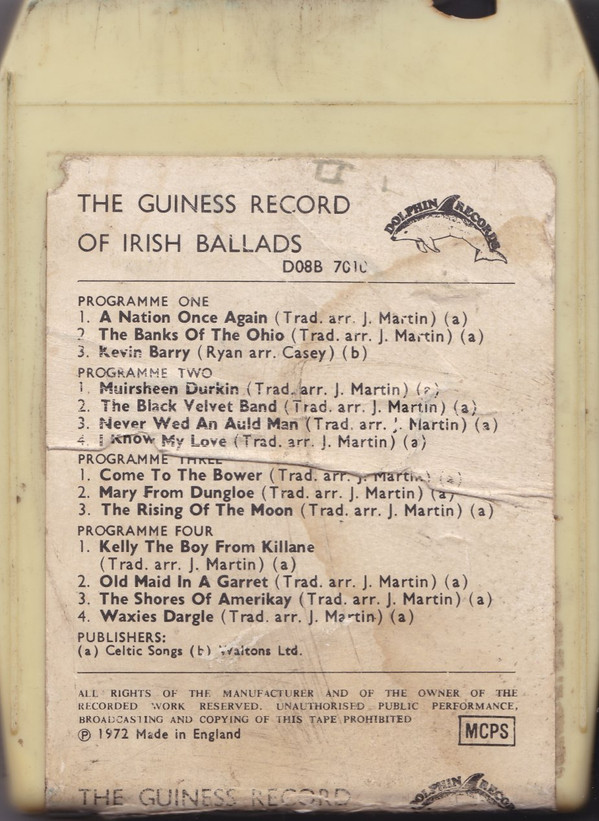 THE GUINESS RECORD
OF IRISH BALLADS
DOLPHIN RECORDS
D08B 7010
PROGRAMME ONE
1. A Nation Once Again (Trad. arr. J. Martin) (a)
2. The Banks Of The Ohio (Trad. arr. J. Martin) (a)
3. Kevin Barry (Ryan arr. Casey) (b)
PROGRAMME TWO
1. Muirsheen Durkin (Trad. arr. J. Martin) (a)
2. The Black Velvet Band (Trad. arr. J. Martin) (a)
3. Never Wed An Auld Man (Trad. arr. J. Martin) (a)
4. I Know My Love (Trad. arr. J. Martin) (a)
PROGRAMME THREE
1. Come To The Bower (Trad. arr. J. Martin) (a)
2. Mary From Dungloe (Trad. arr. J. Martin) (a)
3. The Rising Of The Moon (Trad. arr. J. Martin) (a)
PROGRAMME FOUR
1. Kelly The Boy From Killane
(Trad. arr. J. Martin) (a)
2. Old Maid In A Garret (Trad. arr. J. Martin) (a)
3. The Shores Of Amerikay (Trad. arr. J. Martin) (a)
4. Waxies Dargle (Trad. arr. J. Martin) (a)
PUBLISHERS:
(a) Celtic Songs (b) Waltons Ltd.
ALL RIGHTS OF THE MANUFACTURER AND OF THE OWNER OF THE
RECORDED WORK RESERVED. UNAUTHORISED PUBLIC PERFORMANCE,
BROADCASTING AND COPYING OF THIS TAPE PROHIBITED
℗ 1972 Made in England
MCPS
THE GUINESS RECORD
DOLPHIN RECORDS